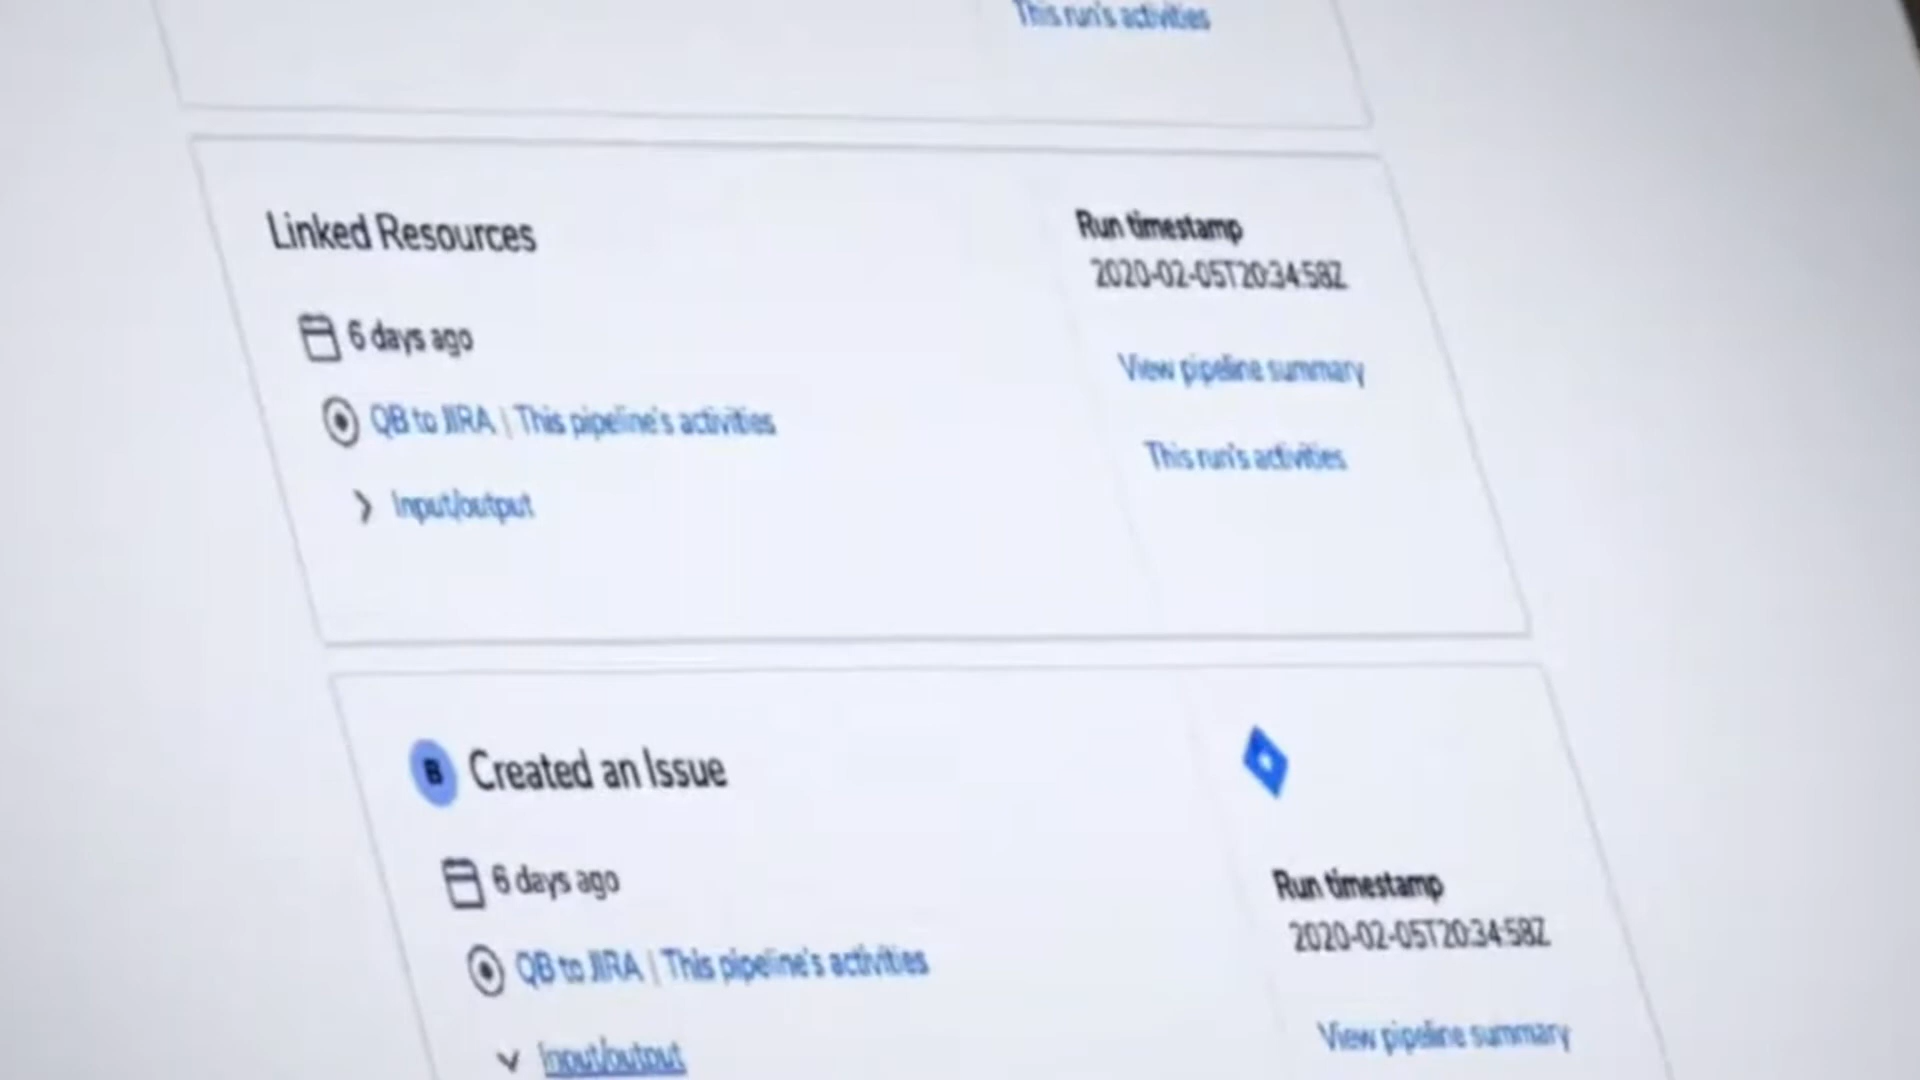 This run's activities
Linked Resources
Run timestamp
2020-02-05T20:34:58Z
6 days ago
View pipeline summary
QB to JIRA | This pipeline's activities
This run's activities
Input/output
B Created an Issue
6 days ago
Run timestamp
2020-02-05T20:34:58Z
QB to JIRA | This pipeline's activities
View pipeline summary
Input/output